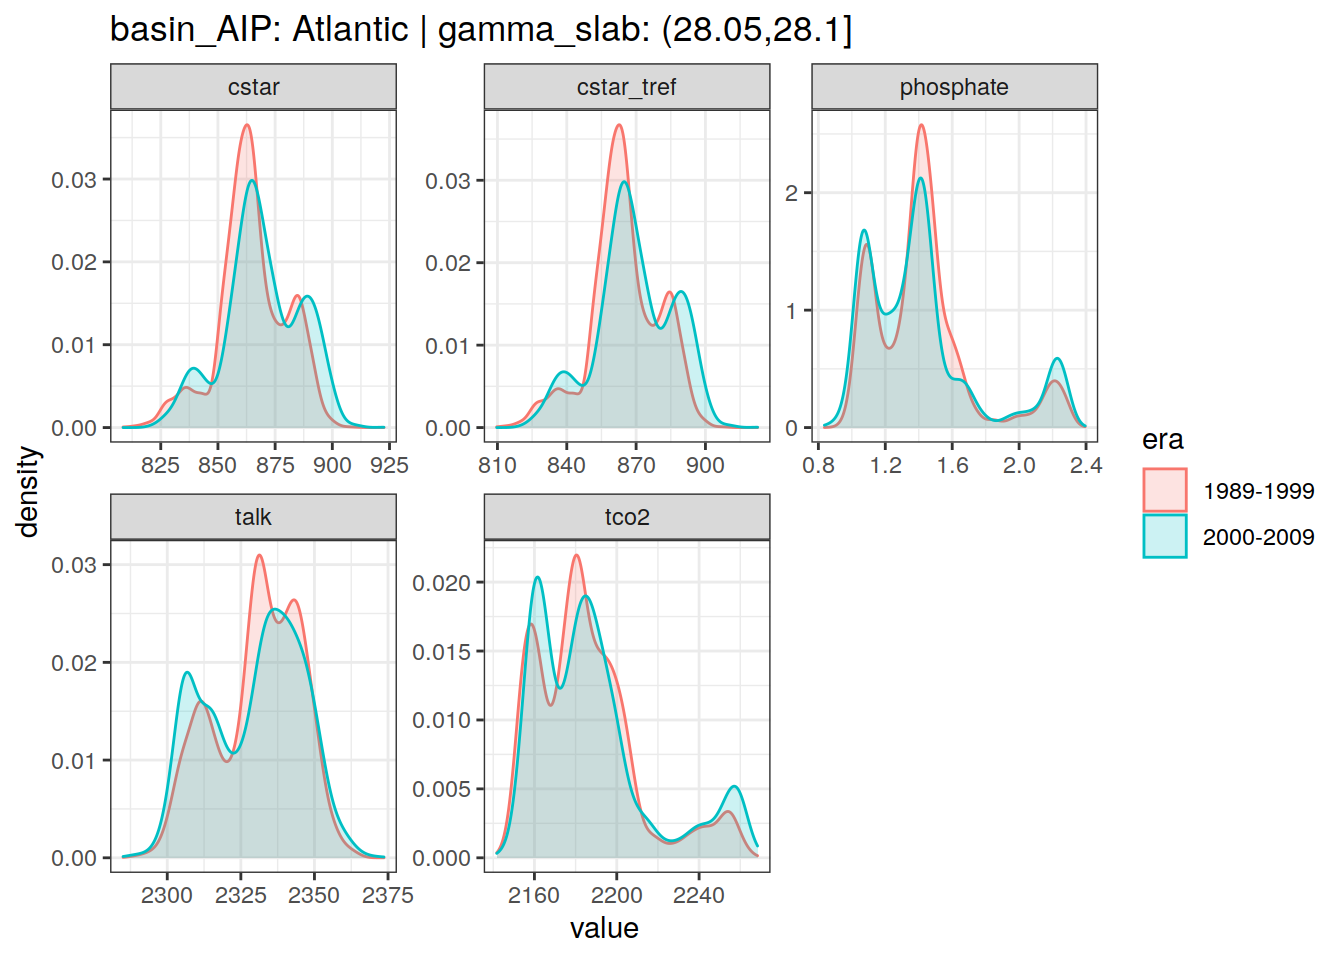 basin_AIP: Atlantic | gamma_slab: (28.05,28.1]
cstar
cstar_tref
phosphate
0.03
0.02
0.01
0.00
825 850 875 900 925
0.03
0.02
0.01
0.00
810 840 870 900
2
1
0
0.8 1.2 1.6 2.0 2.4
talk
tco2
0.03
0.02
0.01
0.00
2300 2325 2350 2375
0.020
0.015
0.010
0.005
0.000
2160 2200 2240
density
value
era
1989-1999
2000-2009